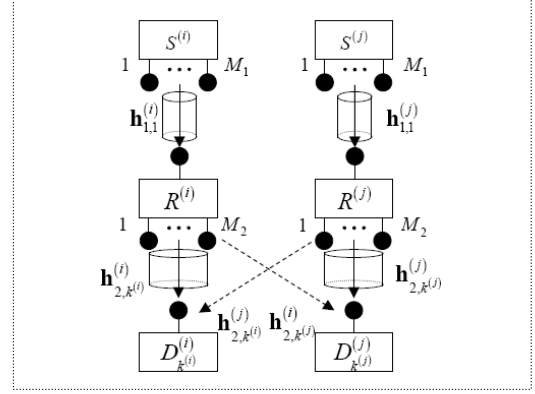 S^(i) S^(j)
1 ••• M_1 1 ••• M_1
h_{1,1}^{(i)} h_{1,1}^{(j)}
R^(i) R^(j)
1 ••• M_2 1 ••• M_2
h_{2,k^{(i)}}^{(i)} h_{2,k^{(j)}}^{(j)}
h_{2,k^{(i)}}^{(j)} h_{2,k^{(j)}}^{(i)}
D_{k^{(i)}}^{(i)} D_{k^{(j)}}^{(j)}